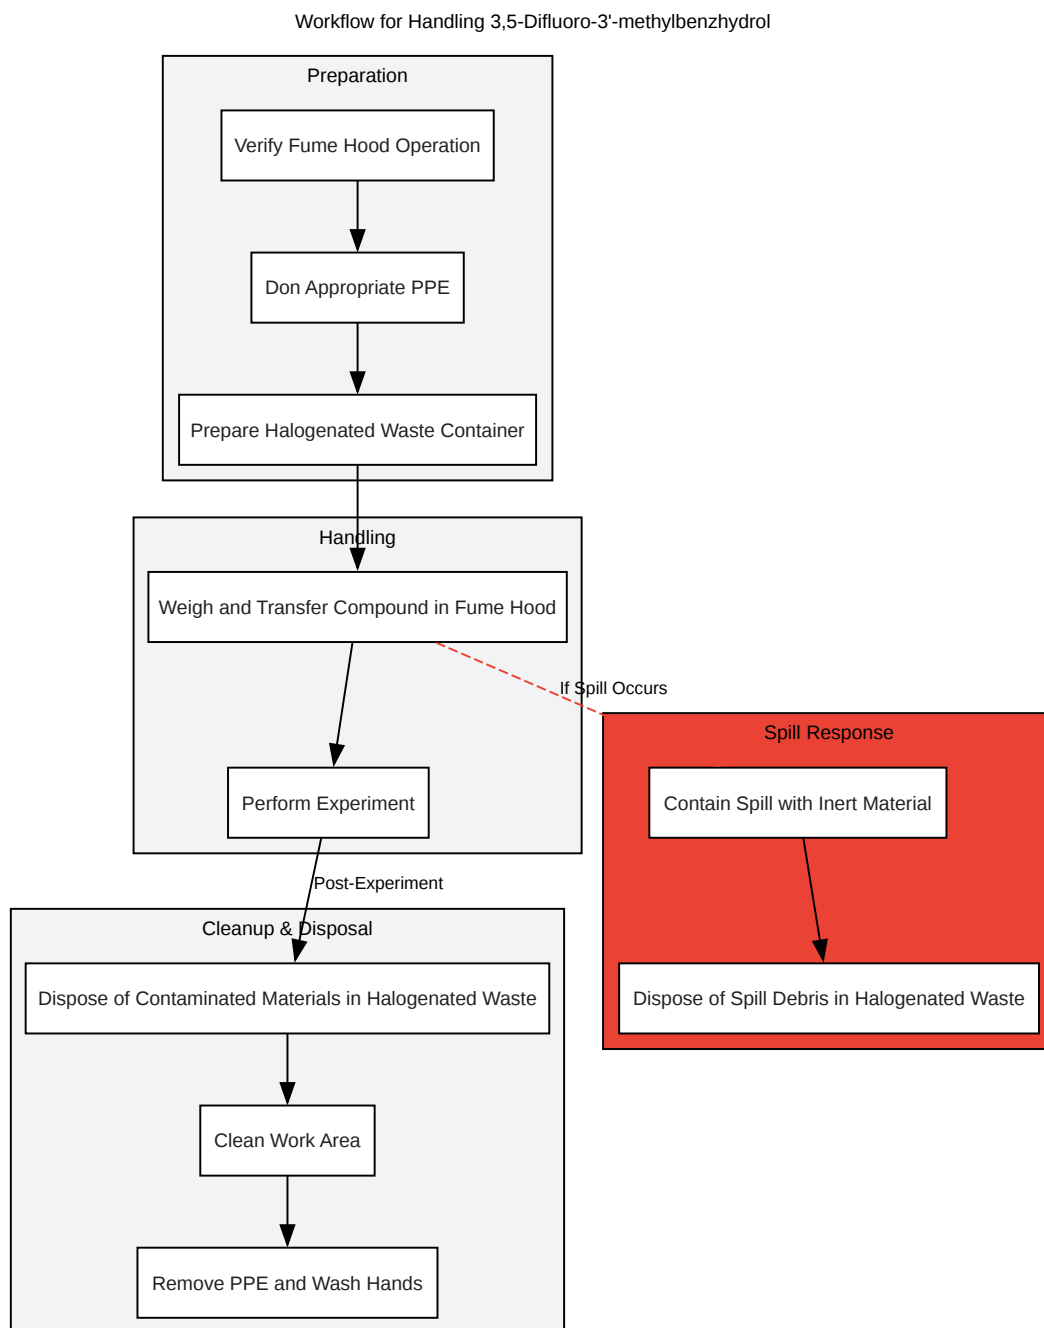 Workflow for Handling 3,5-Difluoro-3'-methylbenzhydrol
Preparation
Verify Fume Hood Operation
Don Appropriate PPE
Prepare Halogenated Waste Container
Handling
Weigh and Transfer Compound in Fume Hood
If Spill Occurs
Spill Response
Perform Experiment
Contain Spill with Inert Material
Post-Experiment
Cleanup & Disposal
Dispose of Contaminated Materials in Halogenated Waste
Dispose of Spill Debris in Halogenated Waste
Clean Work Area
Remove PPE and Wash Hands